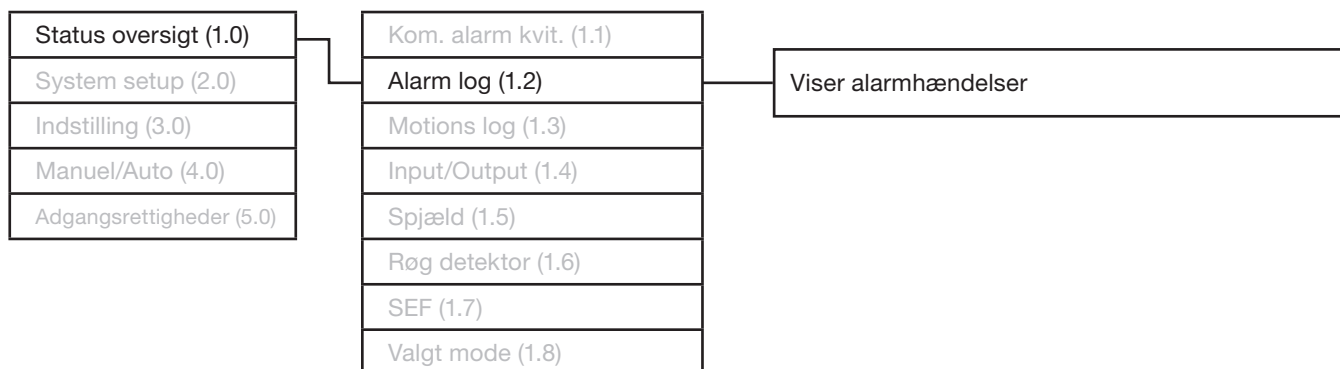 Status oversigt (1.0)
System setup (2.0)
Indstilling (3.0)
Manuel/Auto (4.0)
Adgangsrettigheder (5.0)
Kom. alarm kvit. (1.1)
Alarm log (1.2)
Motions log (1.3)
Input/Output (1.4)
Spjæld (1.5)
Røg detektor (1.6)
SEF (1.7)
Valgt mode (1.8)
Viser alarmhændelser